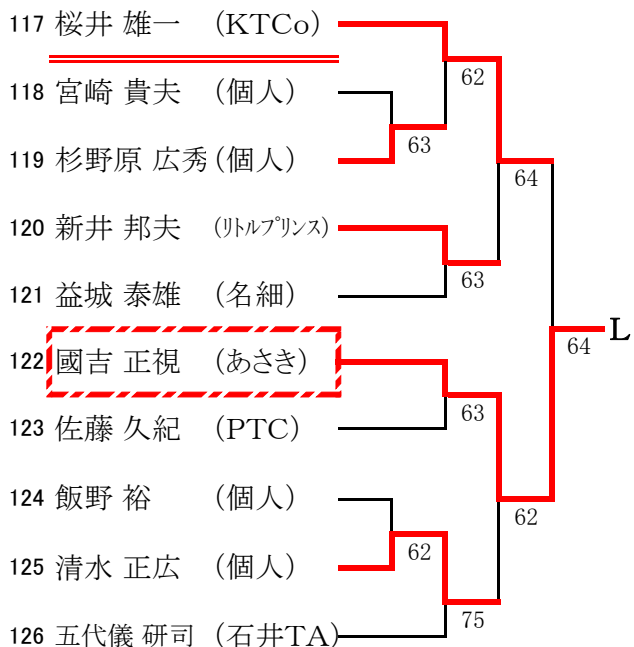 117 桜井 雄一 (KTCo)
62
118 宮崎 貴夫 (個人)
63
119 杉野原 広秀 (個人)
64
120 新井 邦夫 (リトルプリンス)
63
121 益城 泰雄 (名細)
L
64
122 國吉 正視 (あさき)
63
123 佐藤 久紀 (PTC)
124 飯野 裕 (個人)
62
62
125 清水 正広 (個人)
75
126 五代儀 研司 (石井TA)